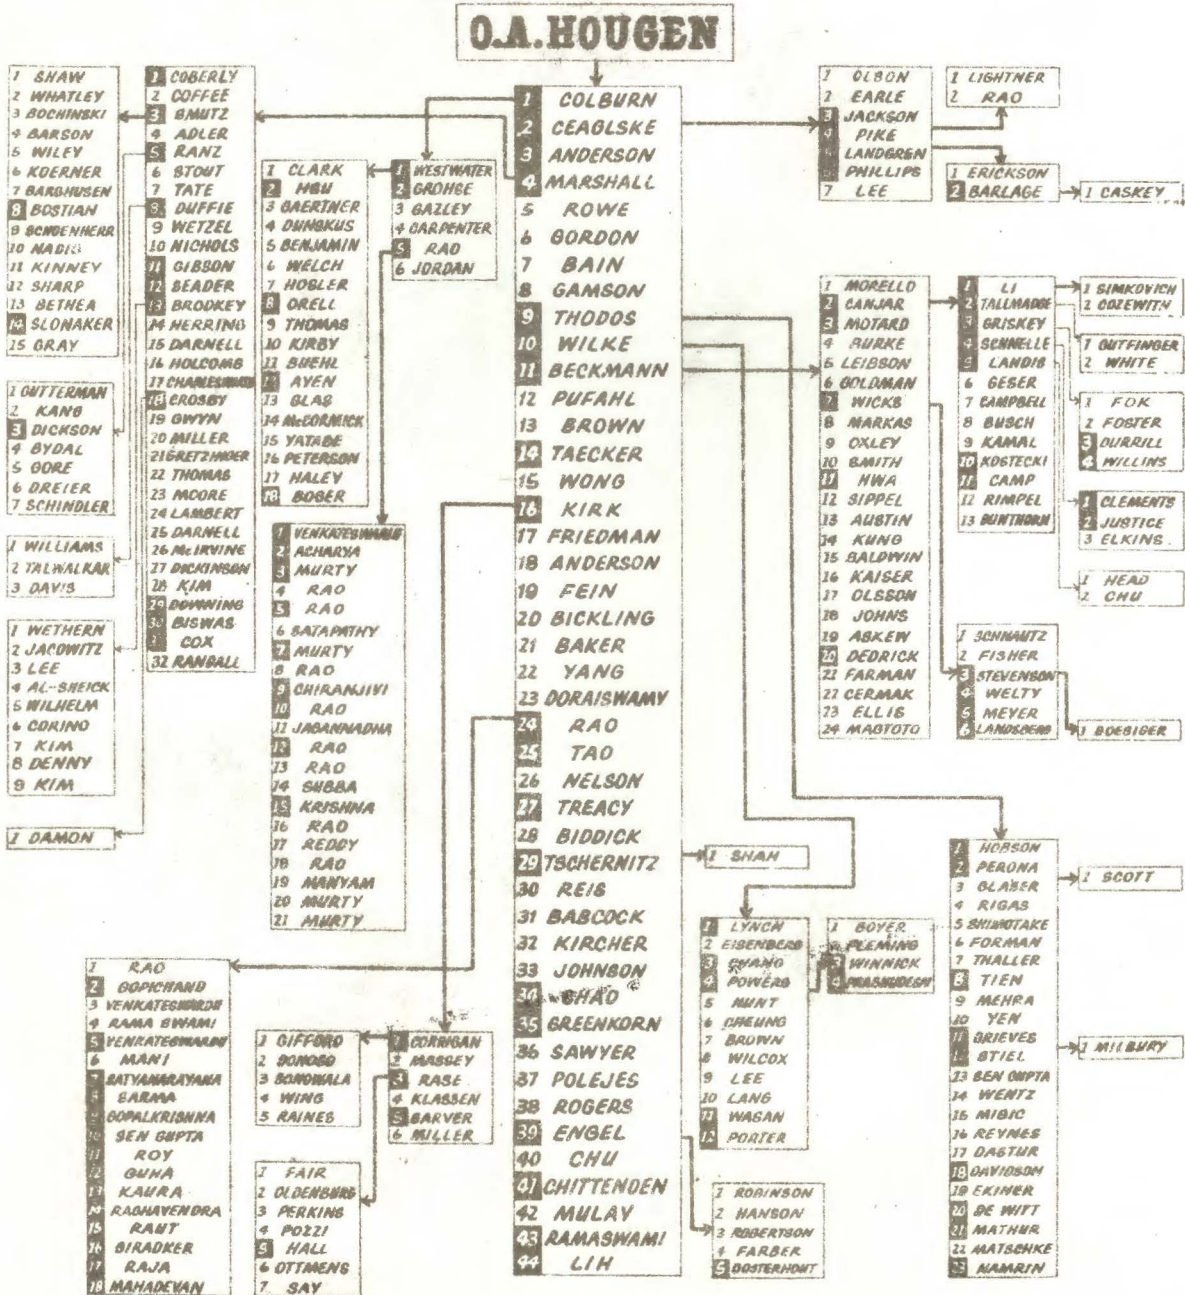 O.A.HOUGEN
1 SHAW
2 WHATLEY
3 BOCHINSKI
4 BARSON
5 WILEY
6 KOERNER
7 BARGHUSEN
8 BOSTIAN
9 SCHOENHERR
10 NADIG
11 KINNEY
12 SHARP
13 BETHEA
14 SLONAKER
15 GRAY
1 GUTTERMAN
2 KANG
3 DICKSON
4 BYDAL
5 GORE
6 DREIER
7 SCHINDLER
1 WILLIAMS
2 TALWALKAR
3 DAVIS
1 WETHERN
2 JACOWITZ
3 LEE
4 AL-SHEICK
5 WILHELM
6 CORINO
7 KIM
8 DENNY
9 KIM
1 DAMON
1 COBERLY
2 COFFEE
3 SMUTZ
4 ADLER
5 RANZ
6 STOUT
7 TATE
8 DUFFIE
9 WETZEL
10 NICHOLS
11 GIBSON
12 SEADER
13 BRODKEY
14 HERRING
15 DARNELL
16 HOLCOMB
17
18 CROSBY
19 GWYN
20 MILLER
21 GRETZINGER
22 THOMAS
23 MOORE
24 LAMBERT
25 DARNELL
26 McIRVINE
27 DICKINSON
28 KIM
29 DOWNING
30 BISWAS
COX
32 RANDALL
1 CLARK
2 HSU
3 GAERTNER
4 DUNSKUS
5 BENJAMIN
6 WELCH
7 HOSLER
8 ORELL
9 THOMAS
10 KIRBY
11 BUEHL
12 AYEN
13 GLAS
14 McCORMICK
15 YATABE
16 PETERSON
17 HALEY
18 BOBER
1 WESTWATER
2 GROHSE
3 GAZLEY
4 CARPENTER
5 RAO
6 JORDAN
1
2 ACHARYA
3 MURTY
4 RAO
5 RAO
6 SATAPATHY
7 MURTY
8 RAO
9 CHIRANJIVI
10 RAO
11 JAGANNADHA
12 RAO
13 RAO
14 SUBBA
15 KRISHNA
16 RAO
17 REDDY
18 RAO
19 MANYAM
20 MURTY
21 MURTY
1 COLBURN
2 CEAGLSKE
3 ANDERSON
4 MARSHALL
5 ROWE
6 GORDON
7 BAIN
8 GAMSON
9 THODOS
10 WILKE
11 BECKMANN
12 PUFAHL
13 BROWN
14 TAECKER
15 WONG
16 KIRK
17 FRIEDMAN
18 ANDERSON
19 FEIN
20 BICKLING
21 BAKER
22 YANG
23 DORAISWAMY
24 RAO
25 TAO
26 NELSON
27 TREACY
28 BIDDICK
29 TSCHERNITZ
30 REIS
31 BABCOCK
32 KIRCHER
33 JOHNSON
34 SHAO
35 GREENKORN
36 SAWYER
37 POLEJES
38 ROGERS
39 ENGEL
40 CHU
41 CHITTENDEN
42 MULAY
43 RAMASWAMI
44 LIH
1 OLSON
2 EARLE
3 JACKSON
4 PIKE
LANDGREN
PHILLIPS
7 LEE
1 LIGHTNER
2 RAO
1 ERICKSON
2 BARLAGE
1 CASKEY
1 MORELLO
2 CANJAR
3 MOTARD
4 BURKE
5 LEIBSON
6 GOLDMAN
7 WICKS
8 MARKAS
9 OXLEY
10 SMITH
11 HWA
12 SIPPEL
13 AUSTIN
14 KUNG
15 BALDWIN
16 KAISER
17 OLSSON
18 JOHNS
19 ASKEW
20 DEDRICK
21 FARMAN
22 CERMAK
23 ELLIS
24 MAGTOTO
1 LI
2 TALLMADGE
3 GRISKEY
4 SCHNELLE
5 LANDIS
6 GEGER
7 CAMPBELL
8 BUSCH
9 KAMAL
10 KOSTECKI
11 CAMP
12 RIMPEL
13
1 SIMKOVICH
2 COZEWITH
1 GUTFINGER
2 WHITE
1 FOK
2 FOSTER
3 DURRILL
4 WILLINS
1 CLEMENTS
2 JUSTICE
3 ELKINS
1 HEAD
2 CHU
1 SCHNAUTZ
2 FISHER
3 STEVENSON
4 WELTY
5 MEYER
6 LANDSBERG
1 BOESIGER
1 SHAH
1 LYNCH
2 EISENBERG
3 CHANG
4 POWERS
5 HUNT
6 CHEUNG
7 BROWN
8 WILCOX
9 LEE
10 LANG
11 WASAN
12 PORTER
1 BOYER
2 FLEMING
3 WINNICK
4
1 HOBSON
2 PERONA
3 GLASER
4 RIGAS
5 SHIMOTAKE
6 FORMAN
7 THALLER
8 TIEN
9 MEHRA
10 YEN
11 GRIEVES
12 STIEL
13 SEN GUPTA
14 WENTZ
15 MISIC
16 REYNES
17 DASTUR
18 DAVIDSON
19 EKINER
20 DE WITT
21 MATHUR
22 MATSCHKE
23 HAMRIN
1 SCOTT
1 MILBURY
1 RAO
2 GOPICHAND
3
4 RAMA SWAMI
5
6 MANI
7 SATYANARAYANA
8 SARMA
9 GOPALKRISHNA
10 SEN GUPTA
11 ROY
12 GUHA
13 KAURA
14 RAGHAVENDRA
15 RAUT
16 BIRADKER
17 RAJA
18 MAHADEVAN
1 GIFFORD
2 DONOSO
3 SONOWALA
4 WING
5 RAINES
1 CORRIGAN
2 MASSEY
3 RASE
4 KLASSEN
5 SARVER
6 MILLER
1 FAIR
2 OLDENBURG
3 PERKINS
4 POZZI
5 HALL
6 OTTMENS
7 SAY
1 ROBINSON
2 HANSON
3 ROBERTSON
4 FARBER
5 OOSTERHOUT